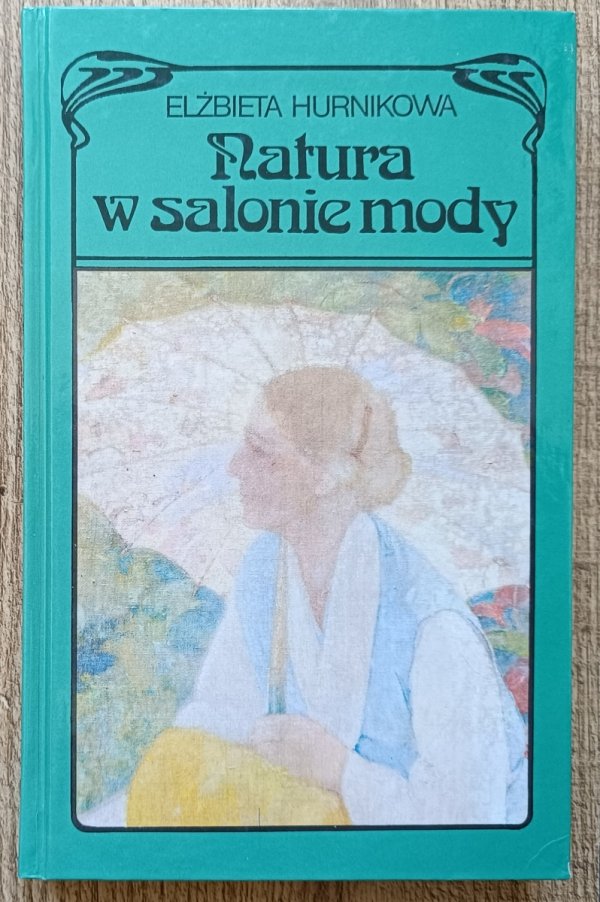 ELŻBIETA HURNIKOWA
Natura
w salonie mody